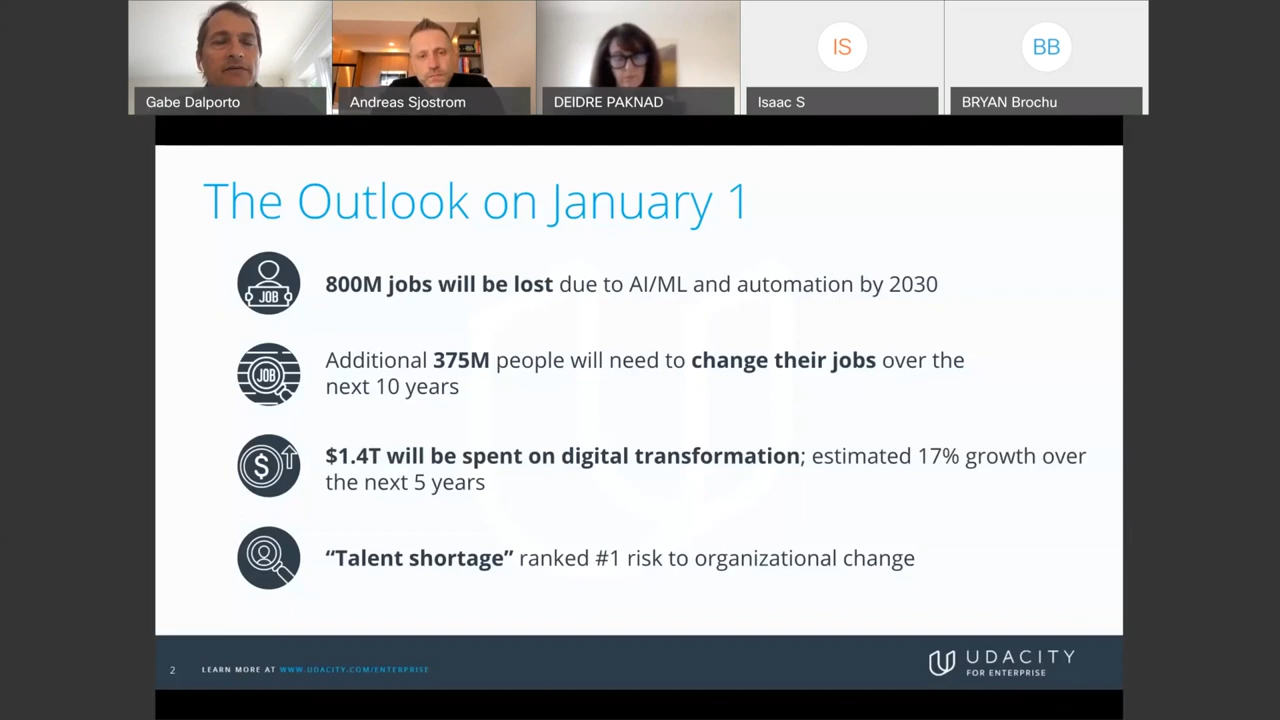 IS
BB
Gabe Dalporto
Andreas Sjostrom
DEIDRE PAKNAD
Isaac S
BRYAN Brochu
The Outlook on January 1
JOB
800M jobs will be lost due to AI/ML and automation by 2030
JOB
Additional 375M people will need to change their jobs over the
next 10 years
$
$1.4T will be spent on digital transformation; estimated 17% growth over
the next 5 years
“Talent shortage” ranked #1 risk to organizational change
2
LEARN MORE AT WWW.UDACITY.COM/ENTERPRISE
UDACITY
FOR ENTERPRISE